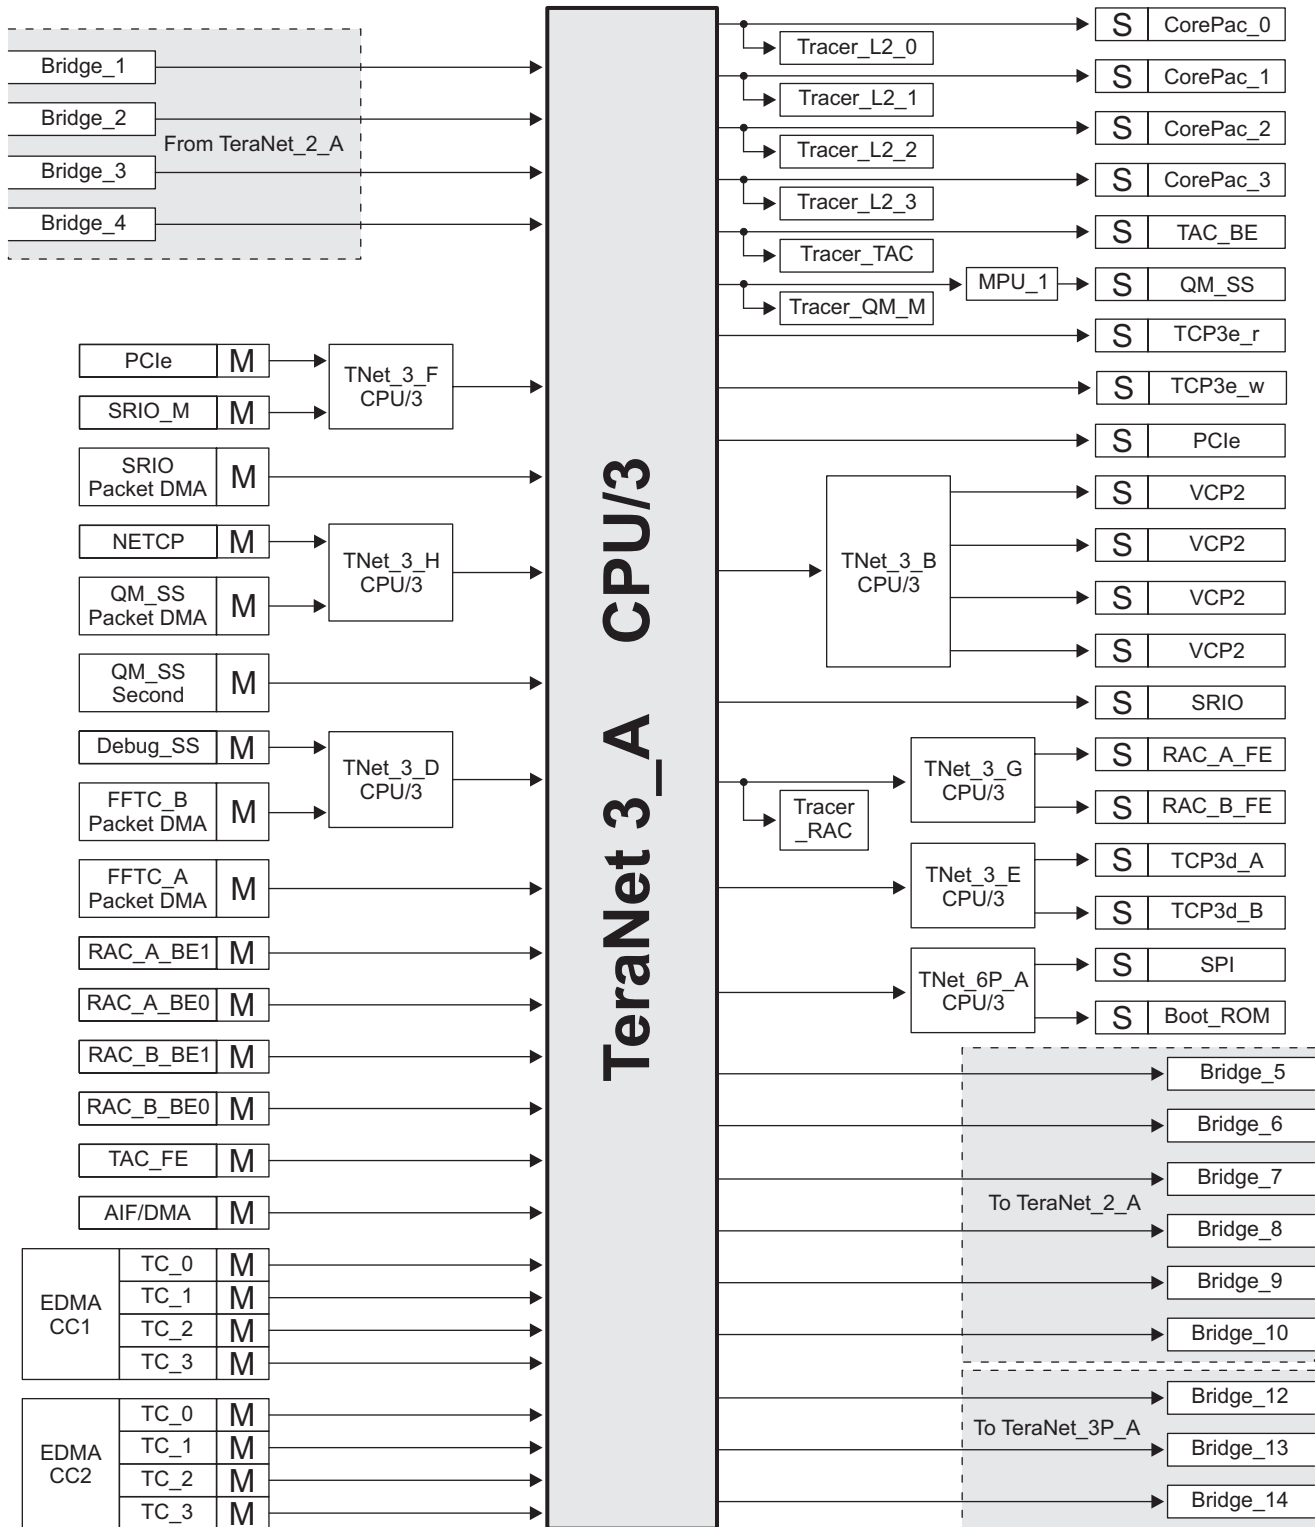 Bridge_1
Bridge_2
From TeraNet_2_A
Bridge_3
Bridge_4
PCIe M
SRIO_M M
TNet_3_F
CPU/3
SRIO
Packet DMA
M
NETCP M
QM_SS
Packet DMA
M
TNet_3_H
CPU/3
QM_SS
Second
M
Debug_SS M
FFTC_B
Packet DMA
M
TNet_3_D
CPU/3
FFTC_A
Packet DMA
M
RAC_A_BE1 M
RAC_A_BE0 M
RAC_B_BE1 M
RAC_B_BE0 M
TAC_FE M
AIF/DMA M
EDMA
CC1
TC_0 M
TC_1 M
TC_2 M
TC_3 M
EDMA
CC2
TC_0 M
TC_1 M
TC_2 M
TC_3 M
TeraNet 3_A CPU/3
S CorePac_0
Tracer_L2_0
S CorePac_1
Tracer_L2_1
S CorePac_2
Tracer_L2_2
S CorePac_3
Tracer_L2_3
S TAC_BE
Tracer_TAC
MPU_1
S QM_SS
Tracer_QM_M
S TCP3e_r
S TCP3e_w
S PCIe
TNet_3_B
CPU/3
S VCP2
S VCP2
S VCP2
S VCP2
S SRIO
Tracer
_RAC
TNet_3_G
CPU/3
S RAC_A_FE
S RAC_B_FE
TNet_3_E
CPU/3
S TCP3d_A
S TCP3d_B
TNet_6P_A
CPU/3
S SPI
S Boot_ROM
Bridge_5
Bridge_6
Bridge_7
To TeraNet_2_A
Bridge_8
Bridge_9
Bridge_10
Bridge_12
To TeraNet_3P_A
Bridge_13
Bridge_14